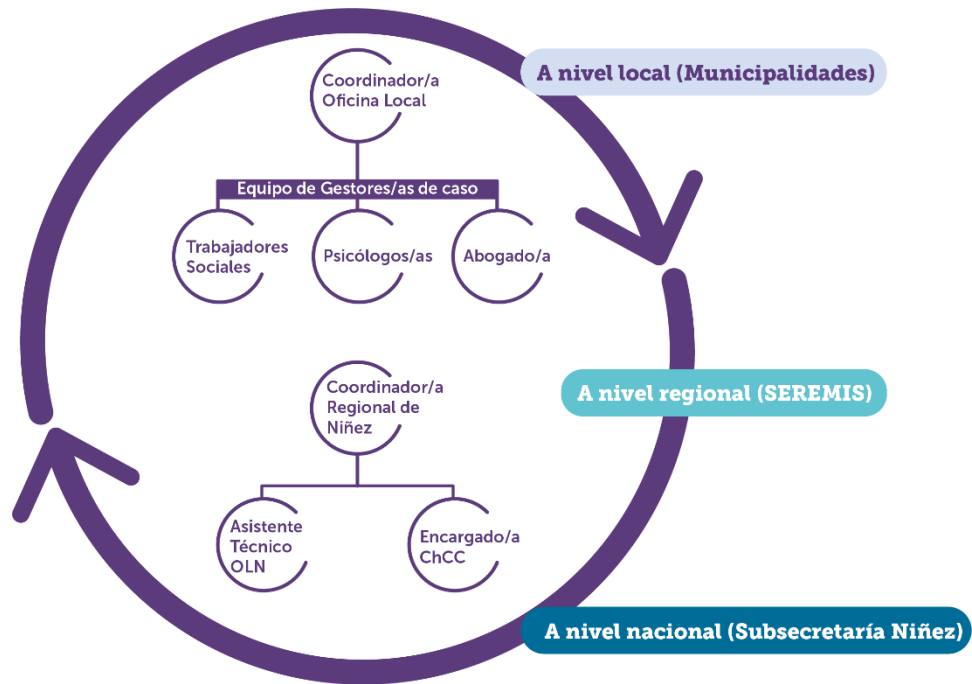 A nivel local (Municipalidades)
Coordinador/a
Oficina Local
Equipo de Gestores/as de caso
Trabajadores
Sociales
Psicólogos/as
Abogado/a
A nivel regional (SEREMIS)
Coordinador/a
Regional de
Niñez
Asistente
Técnico
OLN
Encargado/a
ChCC
A nivel nacional (Subsecretaría Niñez)